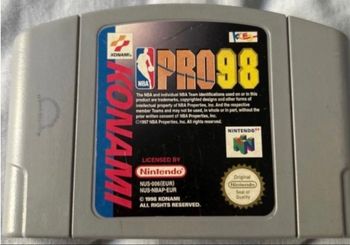 KONAMI
KONAMI
NBA
PRO98
The NBA and individual NBA Team identifications used on or in this
product are trademarks, copyrighted designs and other forms of
intellectual property of NBA Properties, Inc. and the respective
member Teams and may not be used, in whole or in part, without the
prior written consent of NBA Properties, Inc.
©1997 NBA Properties, Inc. All Rights Reserved.
NINTENDO 64
LICENSED BY
Nintendo
NUS-006(EUR)
NUS-NBAP-EUR
© 1998 KONAMI
ALL RIGHTS RESERVED.
Original
Nintendo
Seal of
Quality